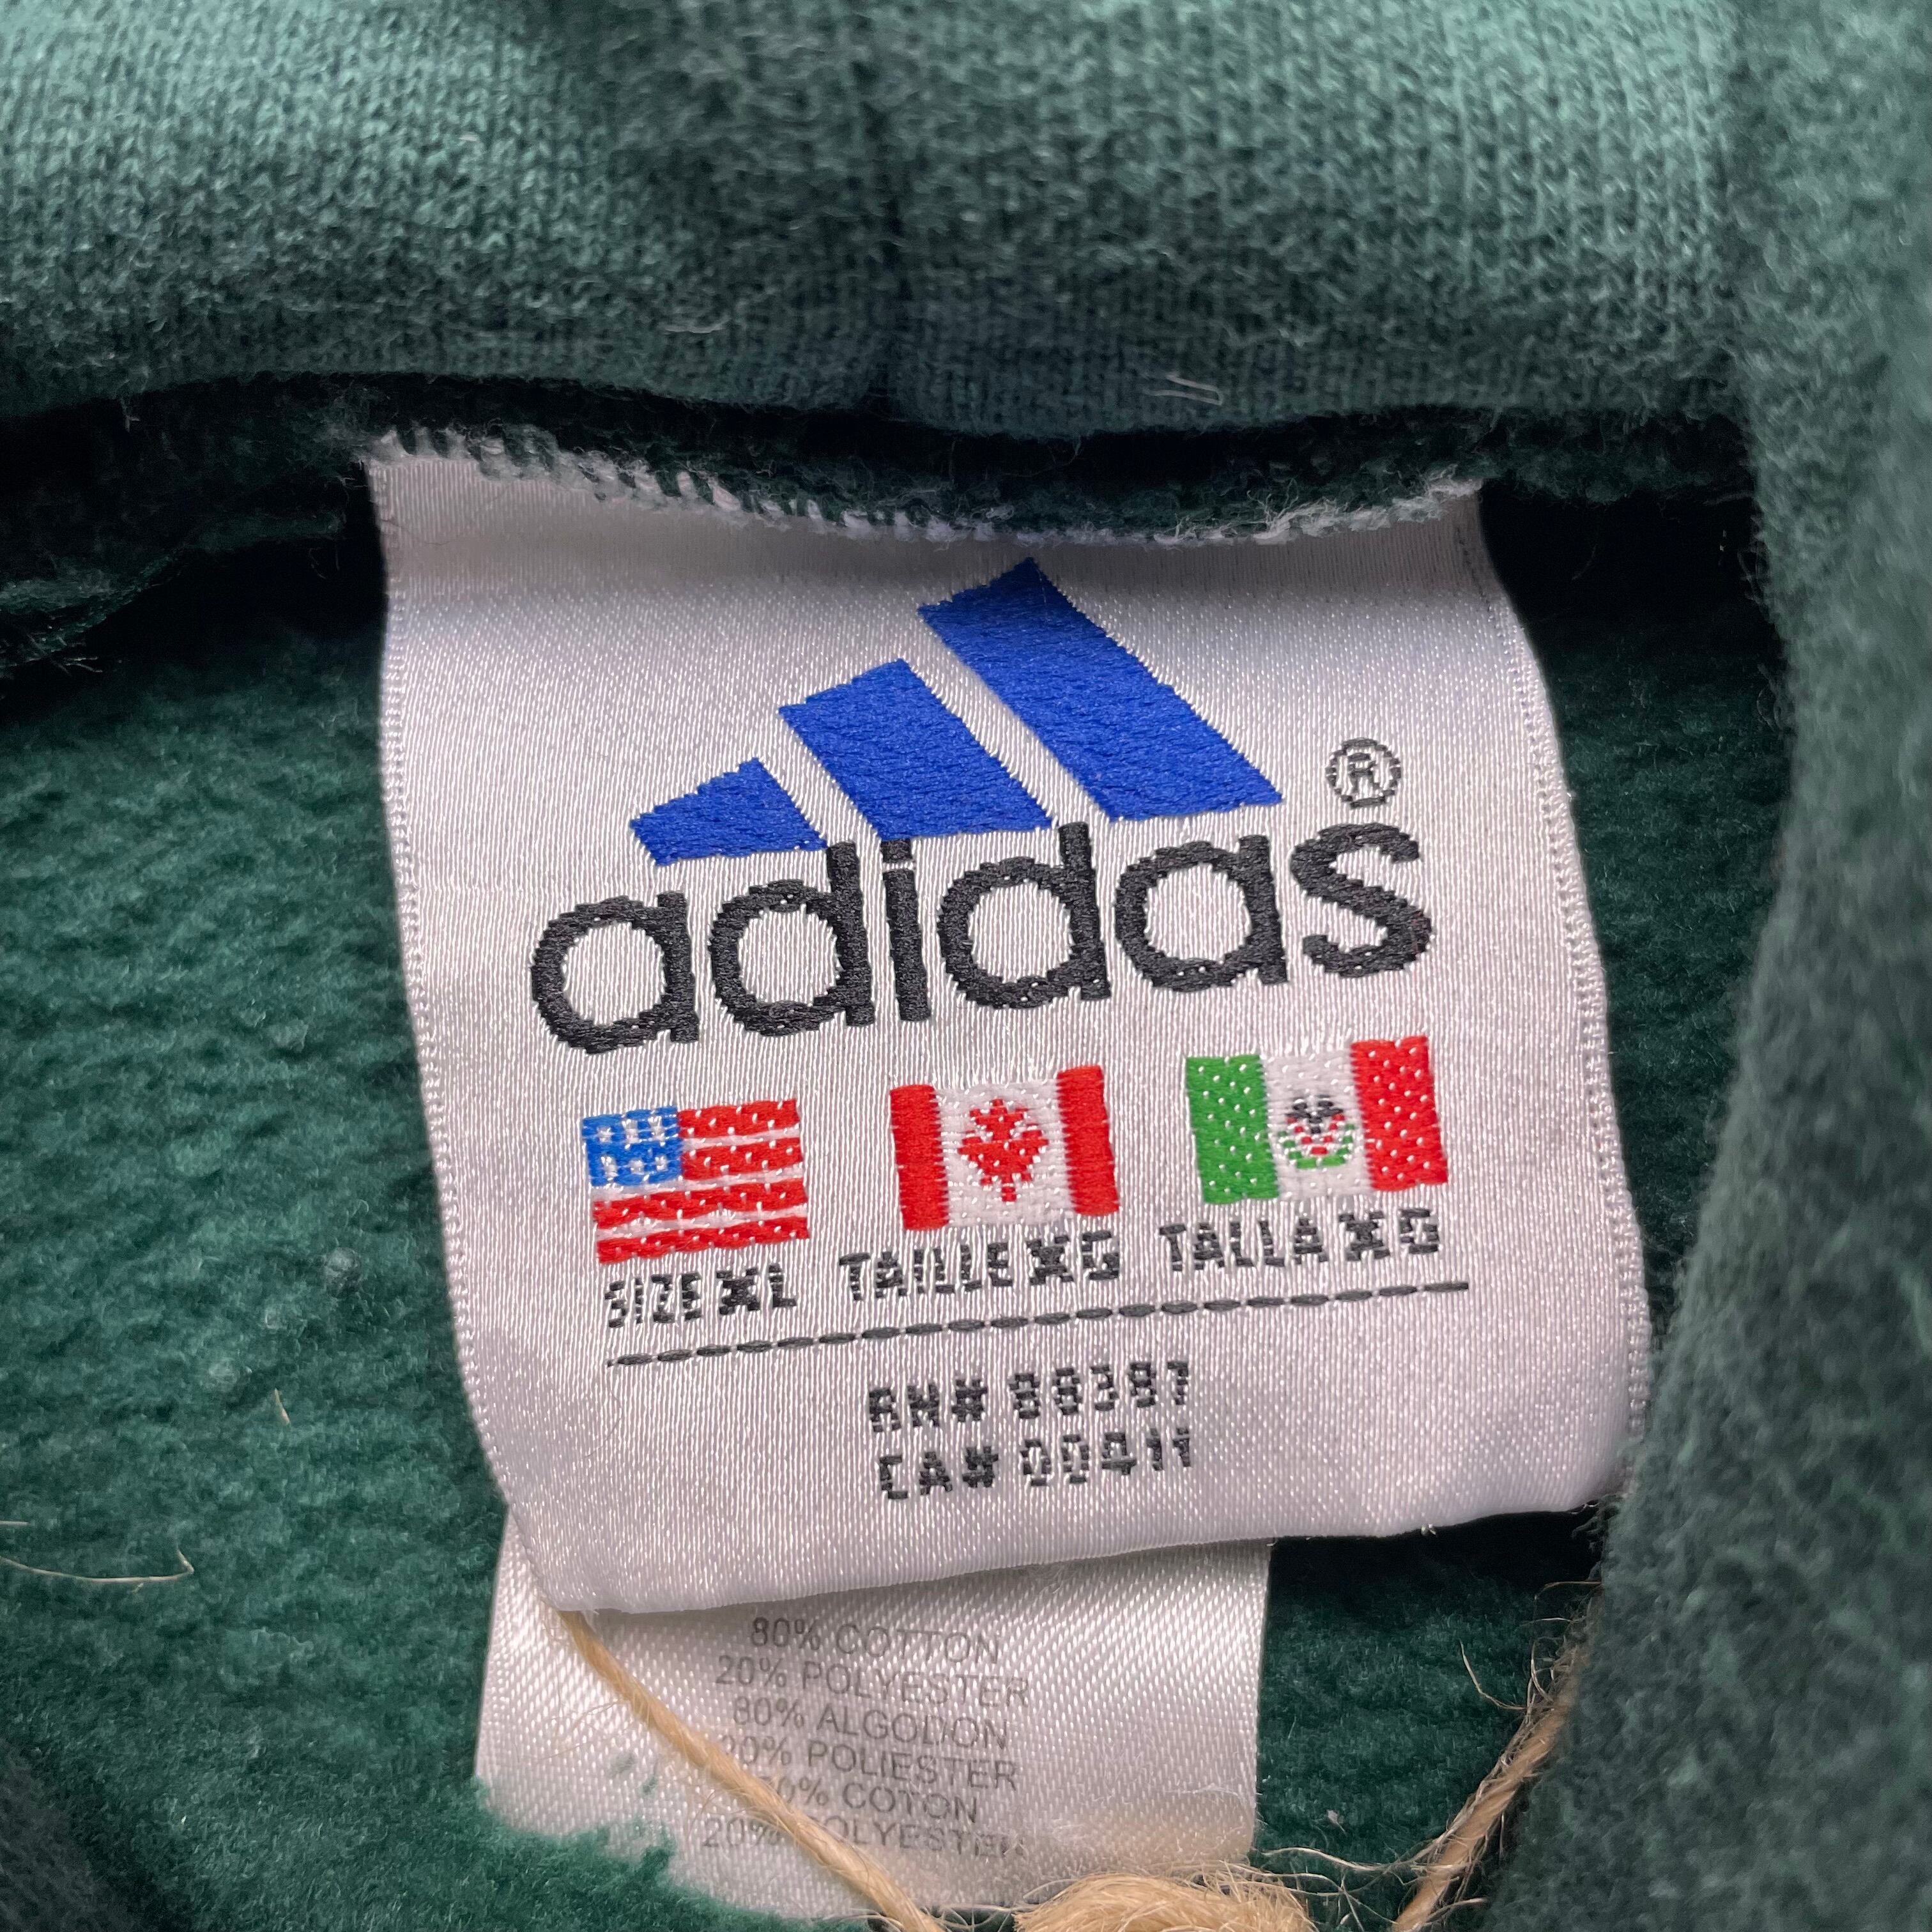 adidas®
SIZE XL TAILLE XG TALLA XG
RN# 88387
CA# 00411
80% COTTON
20% POLYESTER
80% ALGODON
20% POLIESTER
COTON
20% POLYESTER